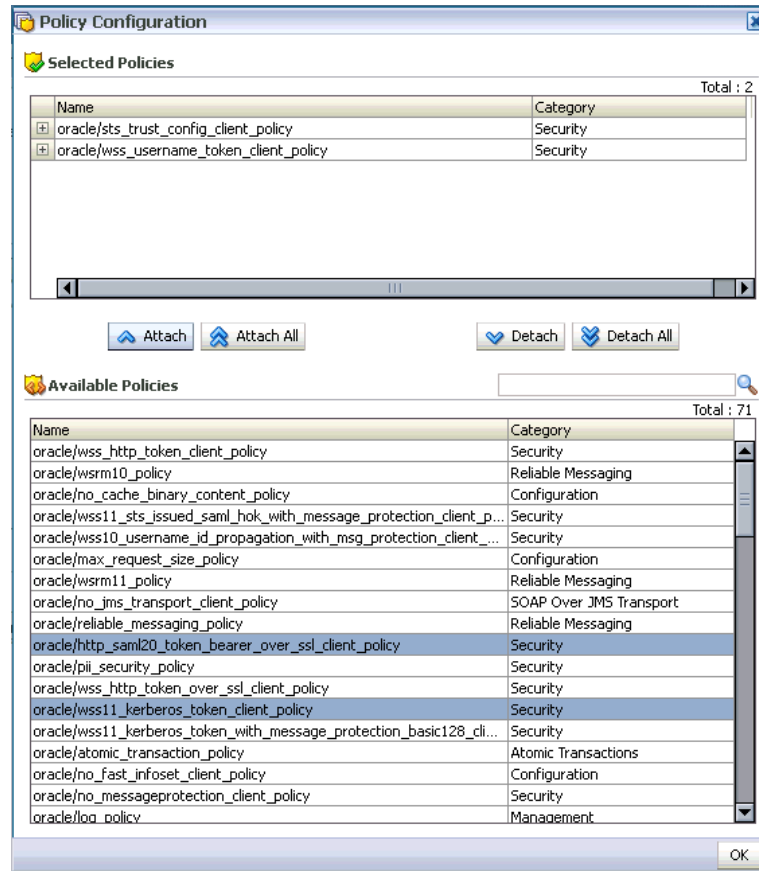 Policy Configuration
Selected Policies
Total : 2
Name Category
oracle/sts_trust_config_client_policy Security
oracle/wss_username_token_client_policy Security
Attach Attach All Detach Detach All
Available Policies
Total : 71
Name Category
oracle/wss_http_token_client_policy Security
oracle/wsrm10_policy Reliable Messaging
oracle/no_cache_binary_content_policy Configuration
oracle/wss11_sts_issued_saml_hok_with_message_protection_client_p... Security
oracle/wss10_username_id_propagation_with_msg_protection_client_... Security
oracle/max_request_size_policy Configuration
oracle/wsrm11_policy Reliable Messaging
oracle/no_jms_transport_client_policy SOAP Over JMS Transport
oracle/reliable_messaging_policy Reliable Messaging
oracle/http_saml20_token_bearer_over_ssl_client_policy Security
oracle/pii_security_policy Security
oracle/wss_http_token_over_ssl_client_policy Security
oracle/wss11_kerberos_token_client_policy Security
oracle/wss11_kerberos_token_with_message_protection_basic128_cli... Security
oracle/atomic_transaction_policy Atomic Transactions
oracle/no_fast_infoset_client_policy Configuration
oracle/no_messageprotection_client_policy Security
oracle/log_policy Management
OK